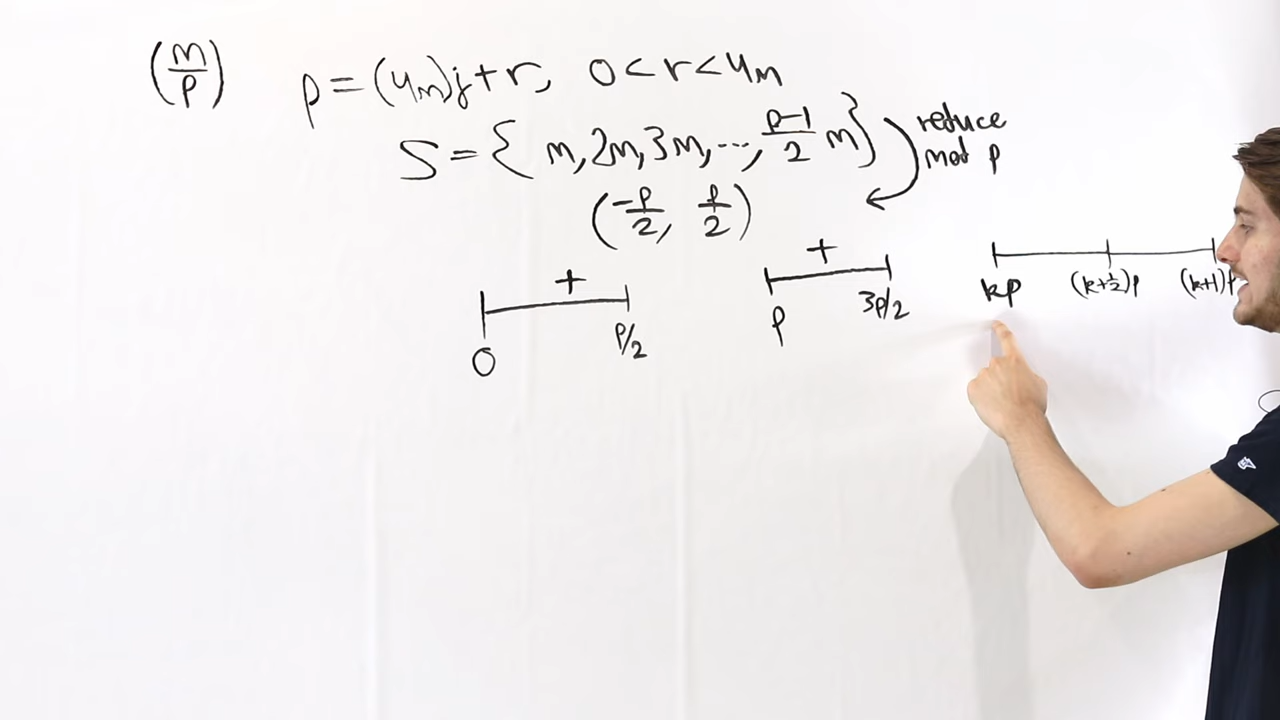 (m/p) p = (4m)j + r, 0 < r < 4m
S = { m, 2m, 3m, ..., (p-1)/2 m } reduce mod p
(-p/2, p/2)
+ +
0 p/2 p 3p/2 kp (k+½)p (k+1)p